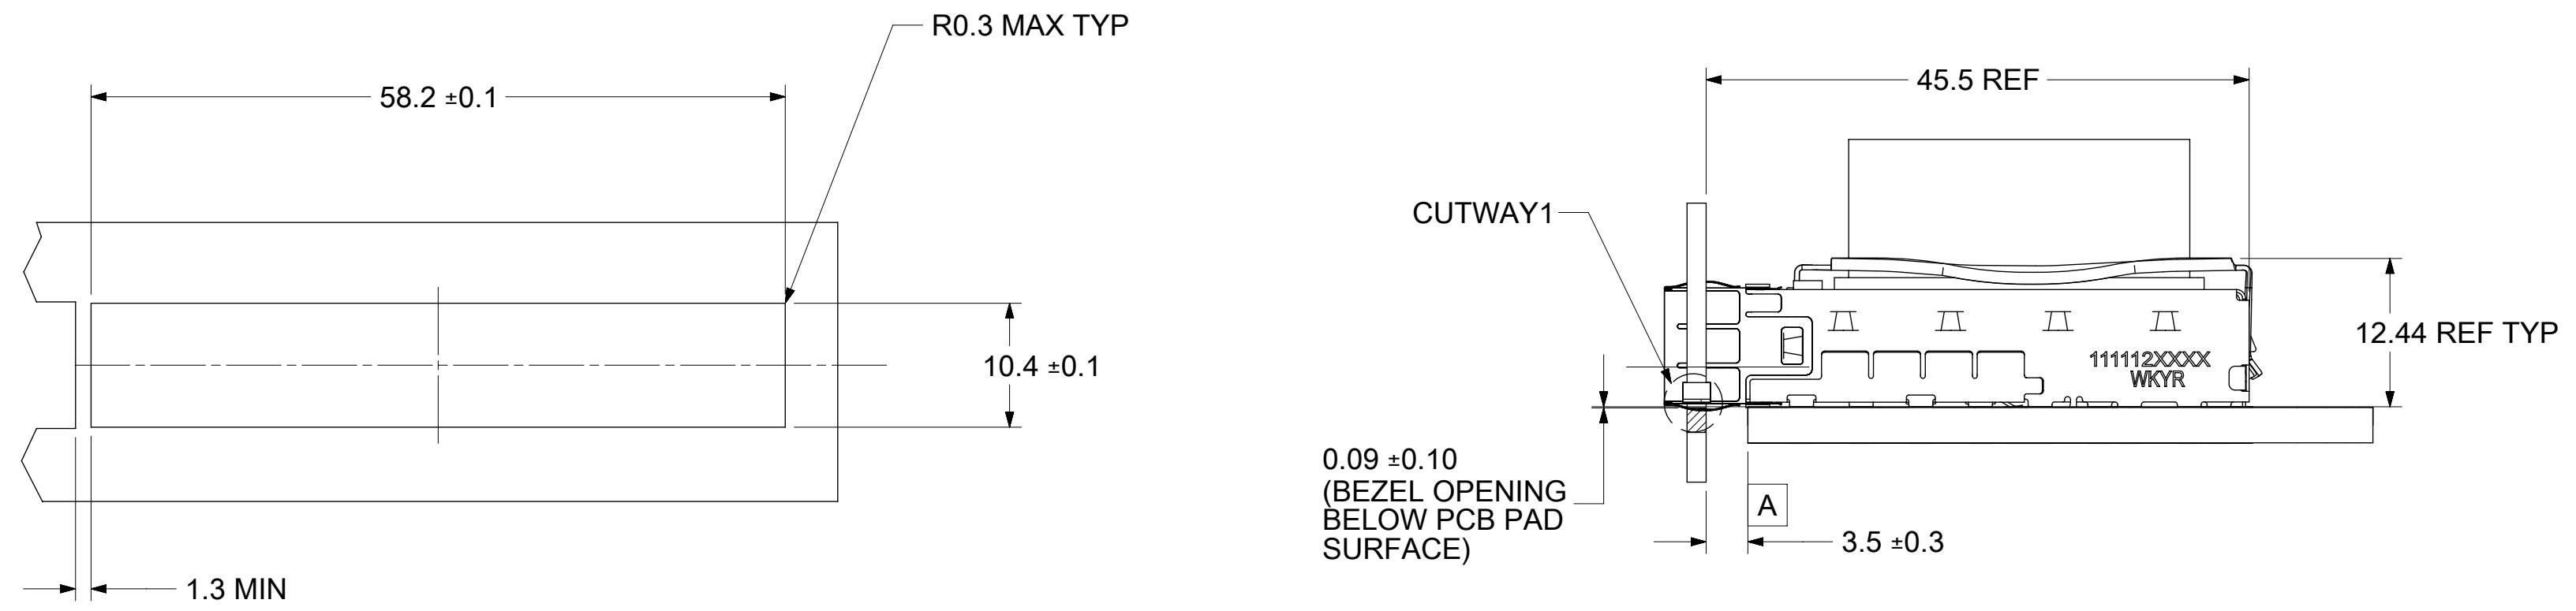 R0.3 MAX TYP
58.2 ±0.1
10.4 ±0.1
1.3 MIN
45.5 REF
CUTWAY1
12.44 REF TYP
111112XXXX
WKYR
0.09 ±0.10
(BEZEL OPENING
BELOW PCB PAD
SURFACE)
A
3.5 ±0.3